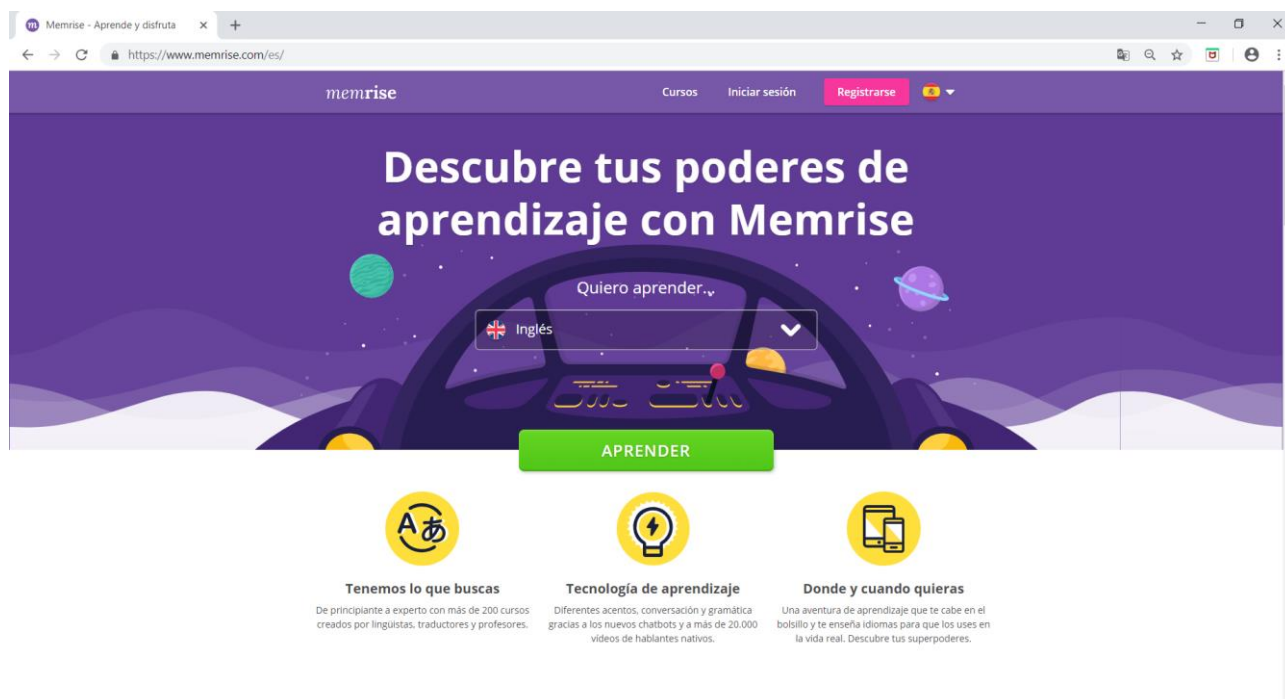 Memrise - Aprende y disfruta
https://www.memrise.com/es/
memrise
Cursos
Iniciar sesión
Registrarse
Descubre tus poderes de
aprendizaje con Memrise
Quiero aprender...
Inglés
APRENDER
Aあ
Tenemos lo que buscas
De principiante a experto con más de 200 cursos
creados por lingüistas, traductores y profesores.
Tecnología de aprendizaje
Diferentes acentos, conversación y gramática
gracias a los nuevos chatbots y a más de 20.000
vídeos de hablantes nativos.
Donde y cuando quieras
Una aventura de aprendizaje que te cabe en el
bolsillo y te enseña idiomas para que los uses en
la vida real. Descubre tus superpoderes.